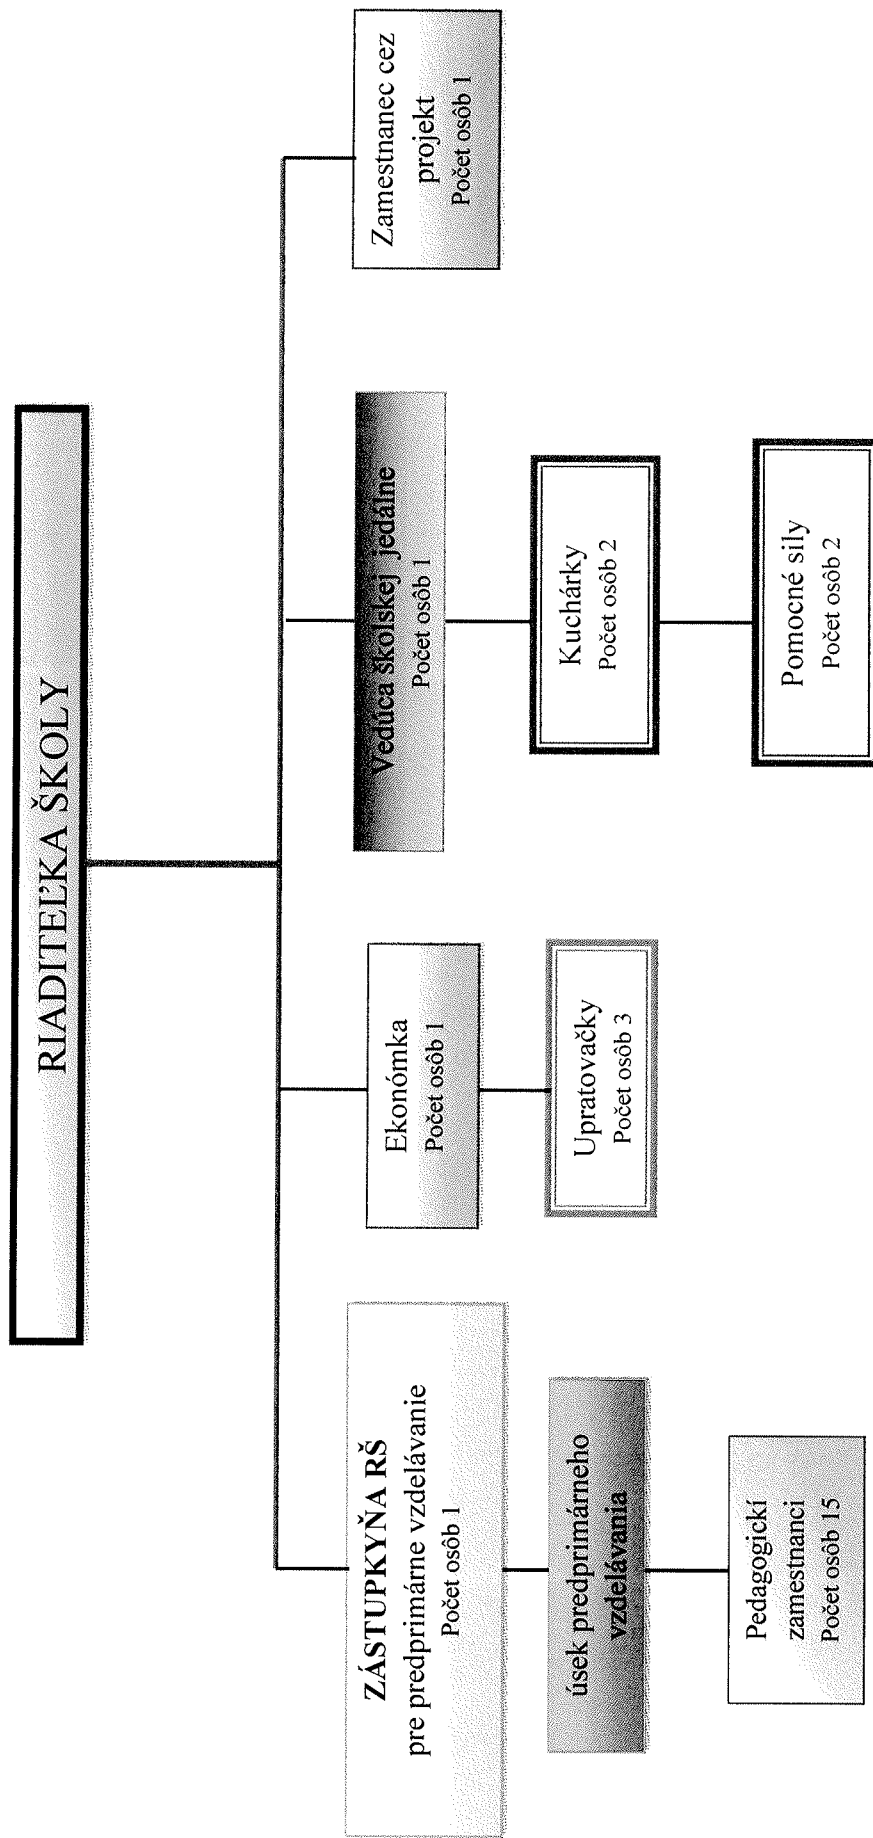 RIADITEĽKA ŠKOLY
ZÁSTUPKYŇA RŠ
pre predprimárne vzdelávanie
Počet osôb 1
úsek predprimárneho
vzdelávania
Pedagogickí
zamestnanci
Počet osôb 15
Ekonómka
Počet osôb 1
Upratovačky
Počet osôb 3
Vedúca školskej jedálne
Počet osôb 1
Kuchárky
Počet osôb 2
Pomocné sily
Počet osôb 2
Zamestnanec cez
projekt
Počet osôb 1